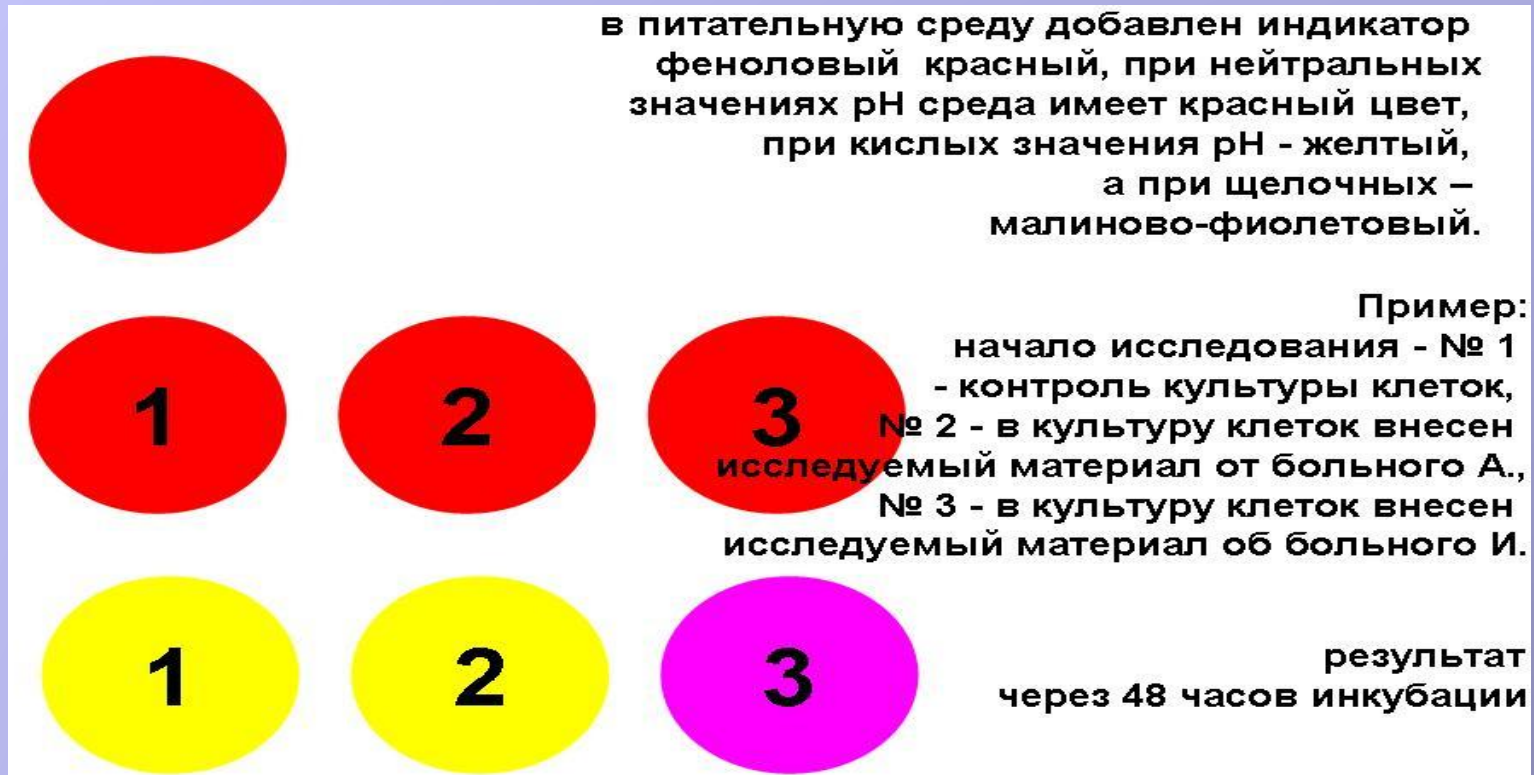 в питательную среду добавлен индикатор
феноловый красный, при нейтральных
значениях рН среда имеет красный цвет,
при кислых значения рН - желтый,
а при щелочных –
малиново-фиолетовый.
Пример:
начало исследования - № 1
- контроль культуры клеток,
№ 2 - в культуру клеток внесен
исследуемый материал от больного А.,
№ 3 - в культуру клеток внесен
исследуемый материал об больного И.
1 2 3
1 2 3
результат
через 48 часов инкубации